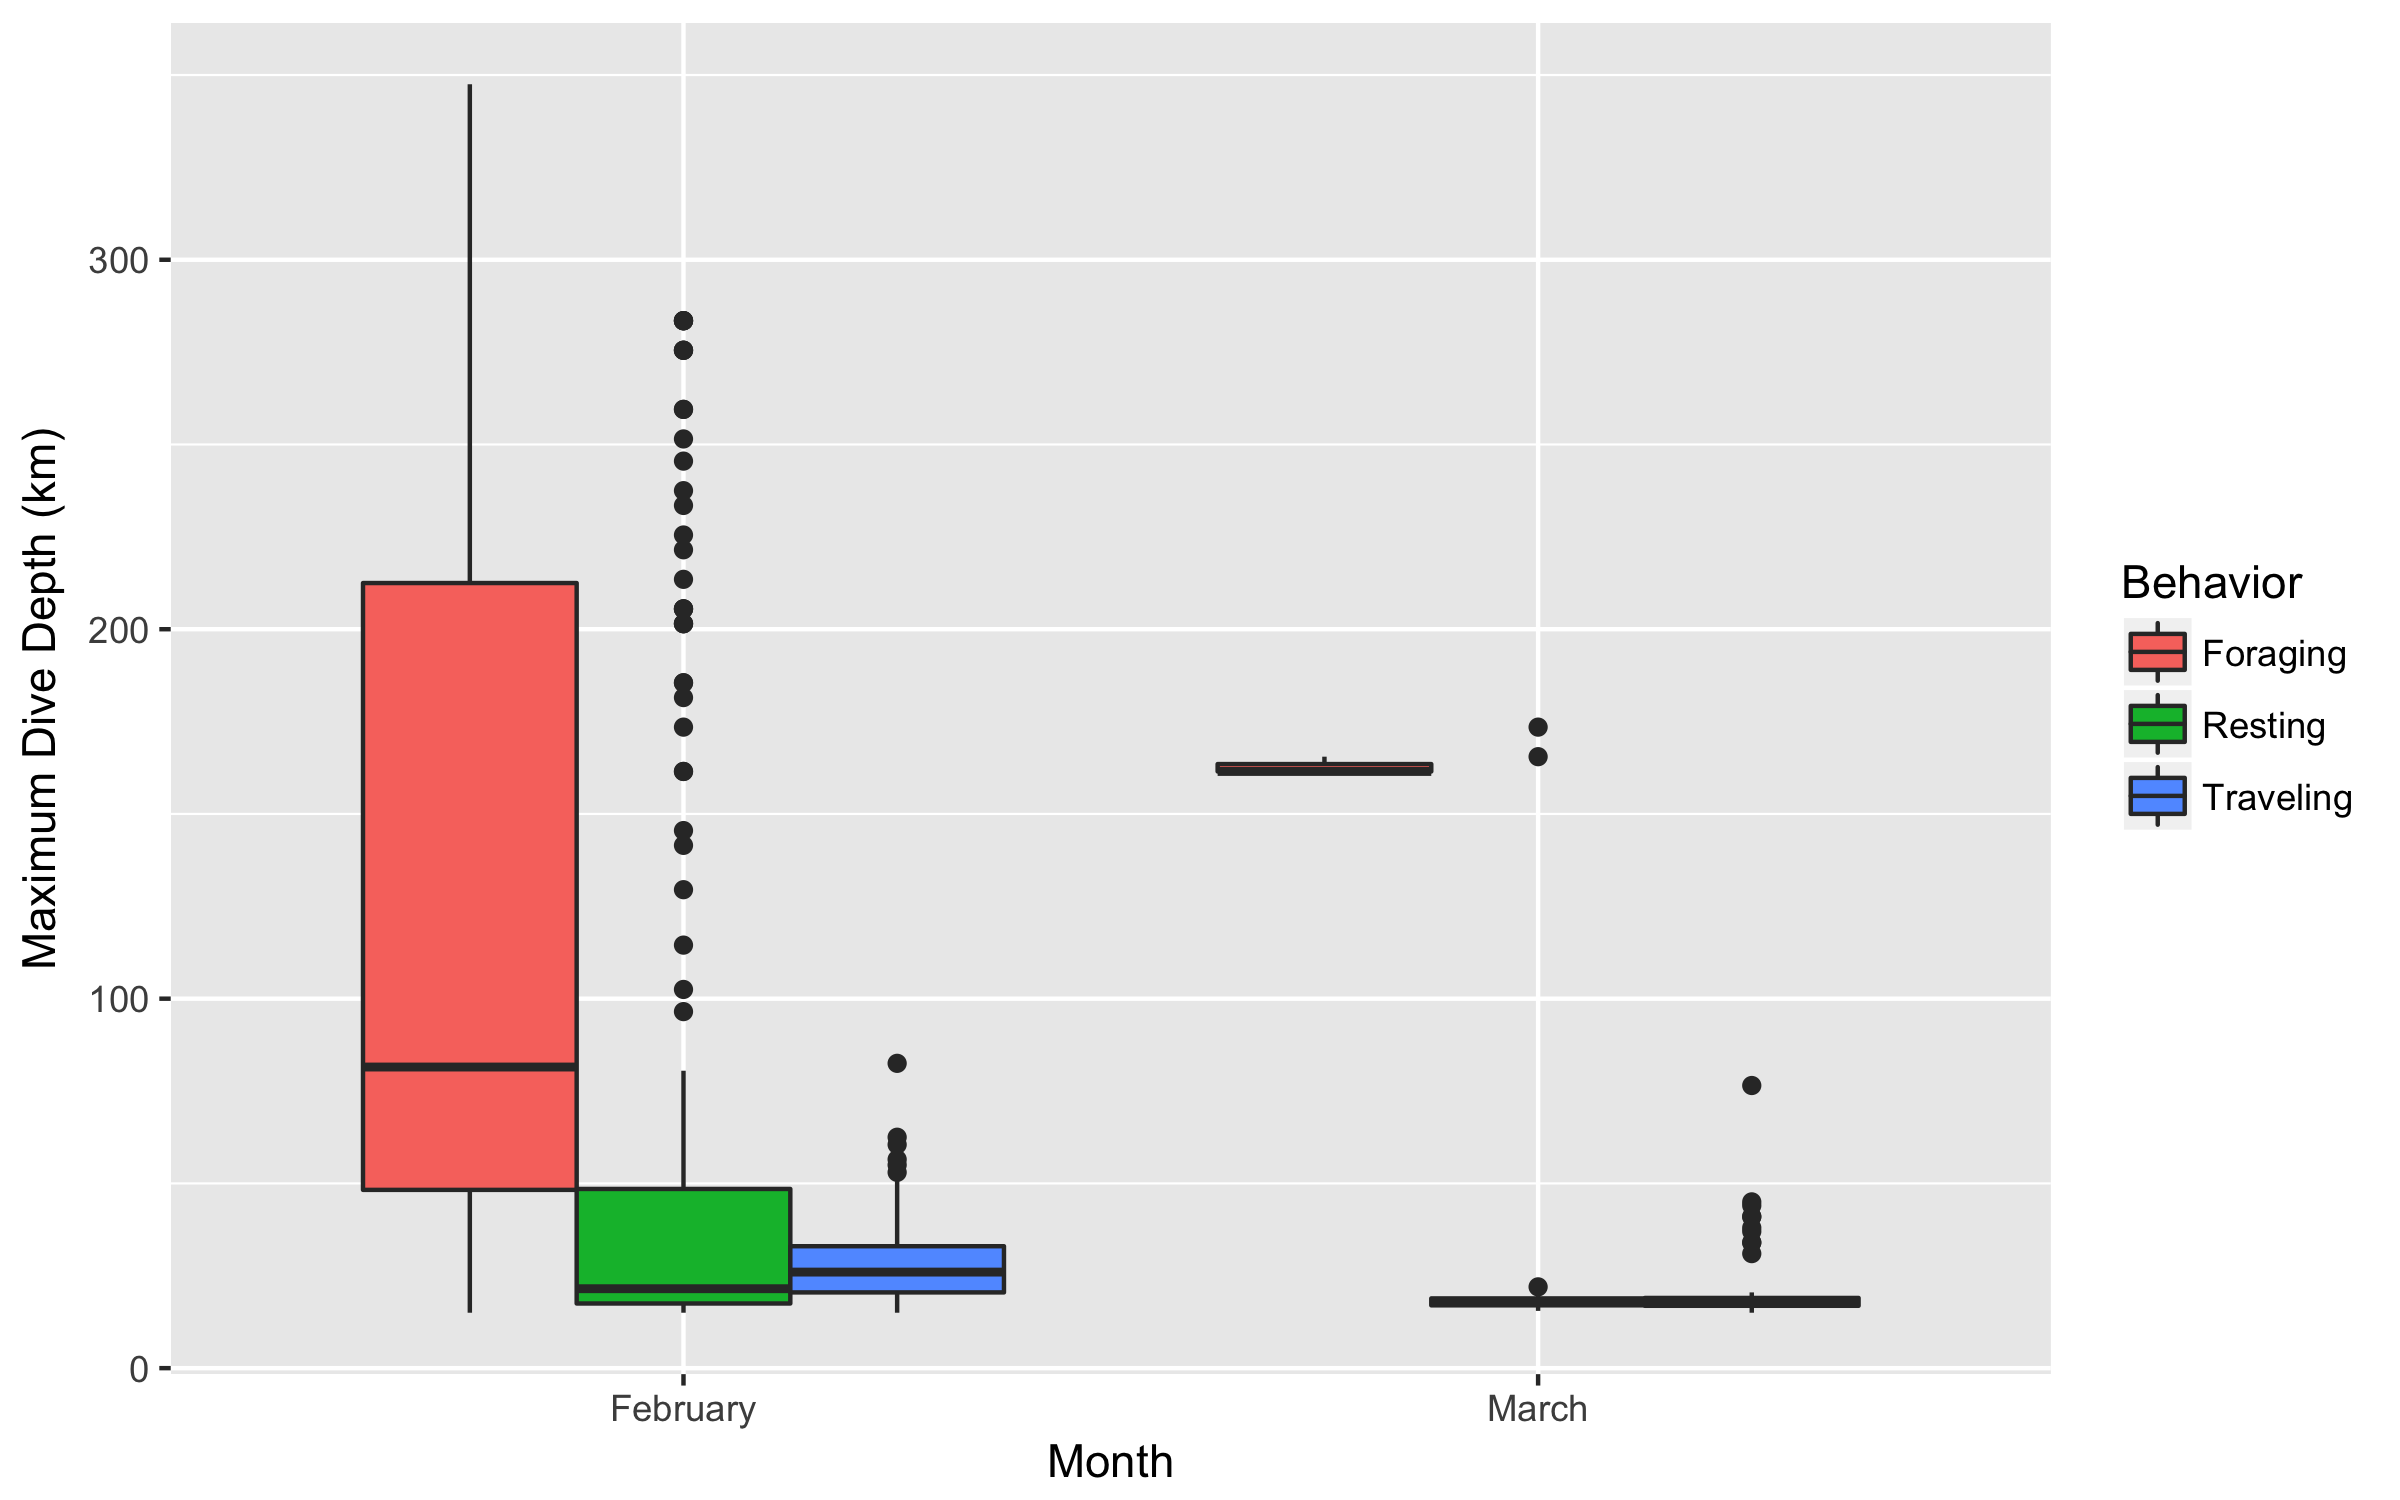 Maximum Dive Depth (km)
300
200
100
0
February
March
Month
Behavior
Foraging
Resting
Traveling